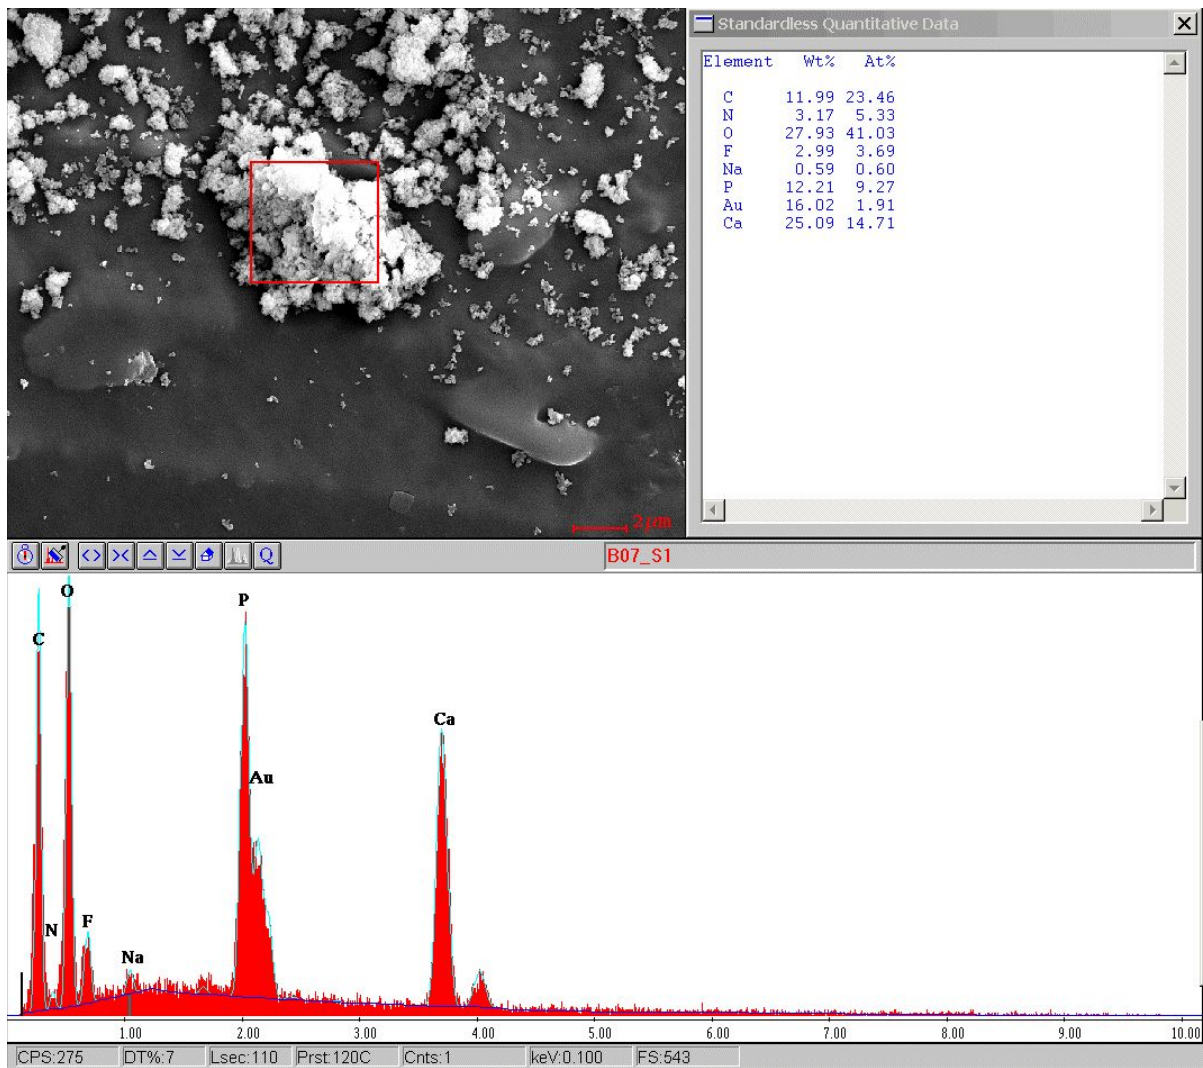 Standardless Quantitative Data
Element Wt% At%
C 11.99 23.46
N 3.17 5.33
O 27.93 41.03
F 2.99 3.69
Na 0.59 0.60
P 12.21 9.27
Au 16.02 1.91
Ca 25.09 14.71
2 μm
Q
B07_S1
O
P
C
Ca
Au
N
F
Na
1.00 2.00 3.00 4.00 5.00 6.00 7.00 8.00 9.00 10.00
CPS:275 DT%:7 Lsec:110 Prst:120C Cnts:1 keV:0.100 FS:543